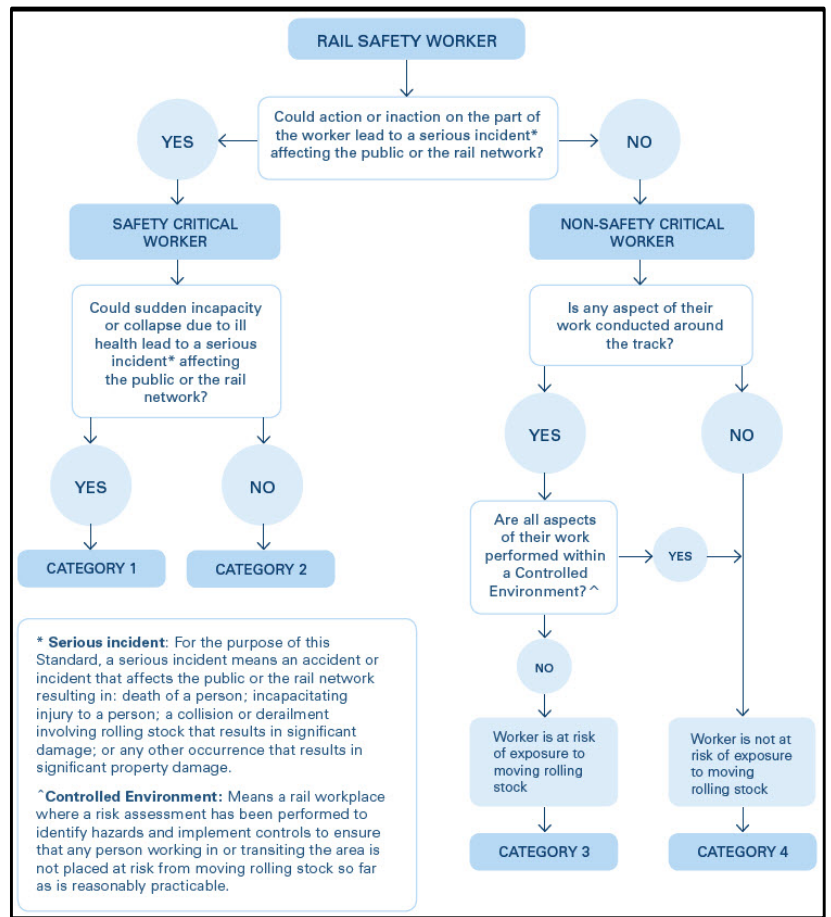 RAIL SAFETY WORKER
Could action or inaction on the part of
the worker lead to a serious incident*
affecting the public or the rail network?
YES
NO
SAFETY CRITICAL
WORKER
NON-SAFETY CRITICAL
WORKER
Could sudden incapacity
or collapse due to ill
health lead to a serious
incident* affecting
the public or the rail
network?
Is any aspect of their
work conducted around
the track?
YES
NO
YES
NO
CATEGORY 1
CATEGORY 2
Are all aspects
of their work
performed within
a Controlled
Environment?^
YES
NO
* Serious incident: For the purpose of this
Standard, a serious incident means an accident or
incident that affects the public or the rail network
resulting in: death of a person; incapacitating
injury to a person; a collision or derailment
involving rolling stock that results in significant
damage; or any other occurrence that results in
significant property damage.
^Controlled Environment: Means a rail workplace
where a risk assessment has been performed to
identify hazards and implement controls to ensure
that any person working in or transiting the area is
not placed at risk from moving rolling stock so far
as is reasonably practicable.
Worker is at risk
of exposure to
moving rolling
stock
Worker is not at
risk of exposure
to moving
rolling stock
CATEGORY 3
CATEGORY 4